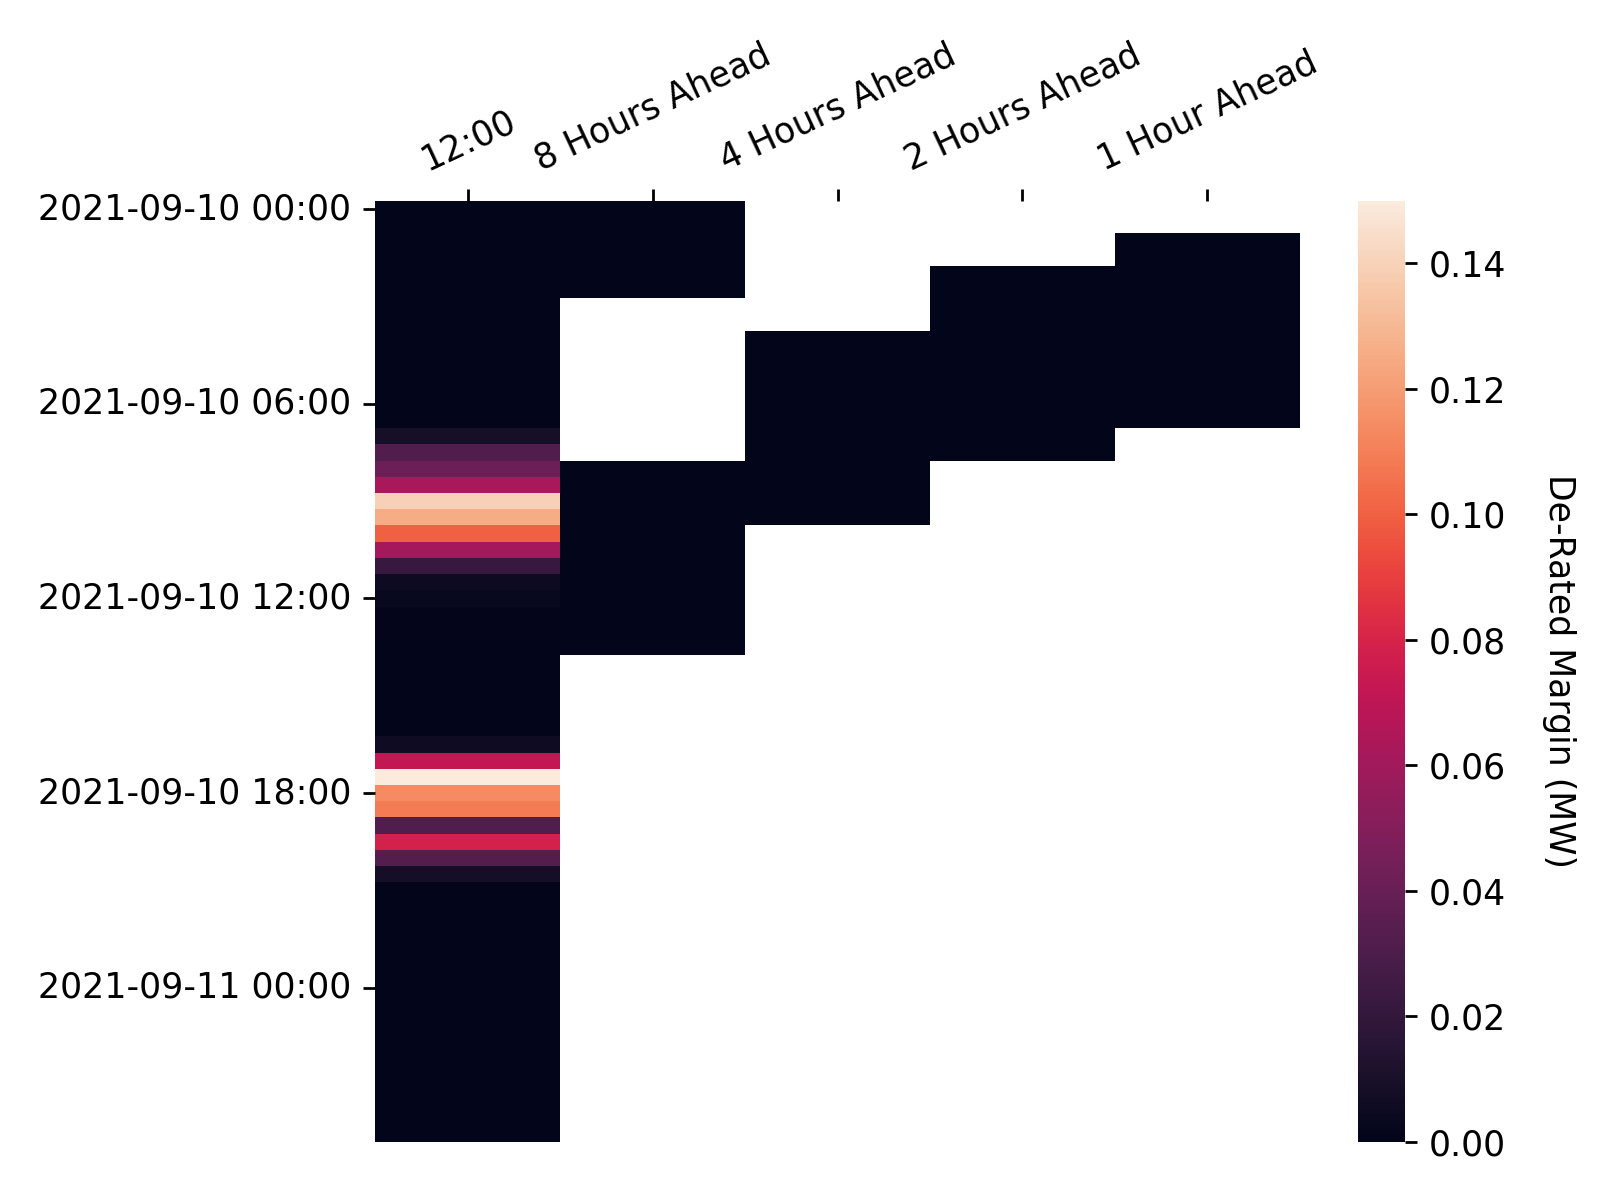 12:00
8 Hours Ahead
4 Hours Ahead
2 Hours Ahead
1 Hour Ahead
2021-09-10 00:00
2021-09-10 06:00
2021-09-10 12:00
2021-09-10 18:00
2021-09-11 00:00
0.14
0.12
0.10
0.08
0.06
0.04
0.02
0.00
De-Rated Margin (MW)